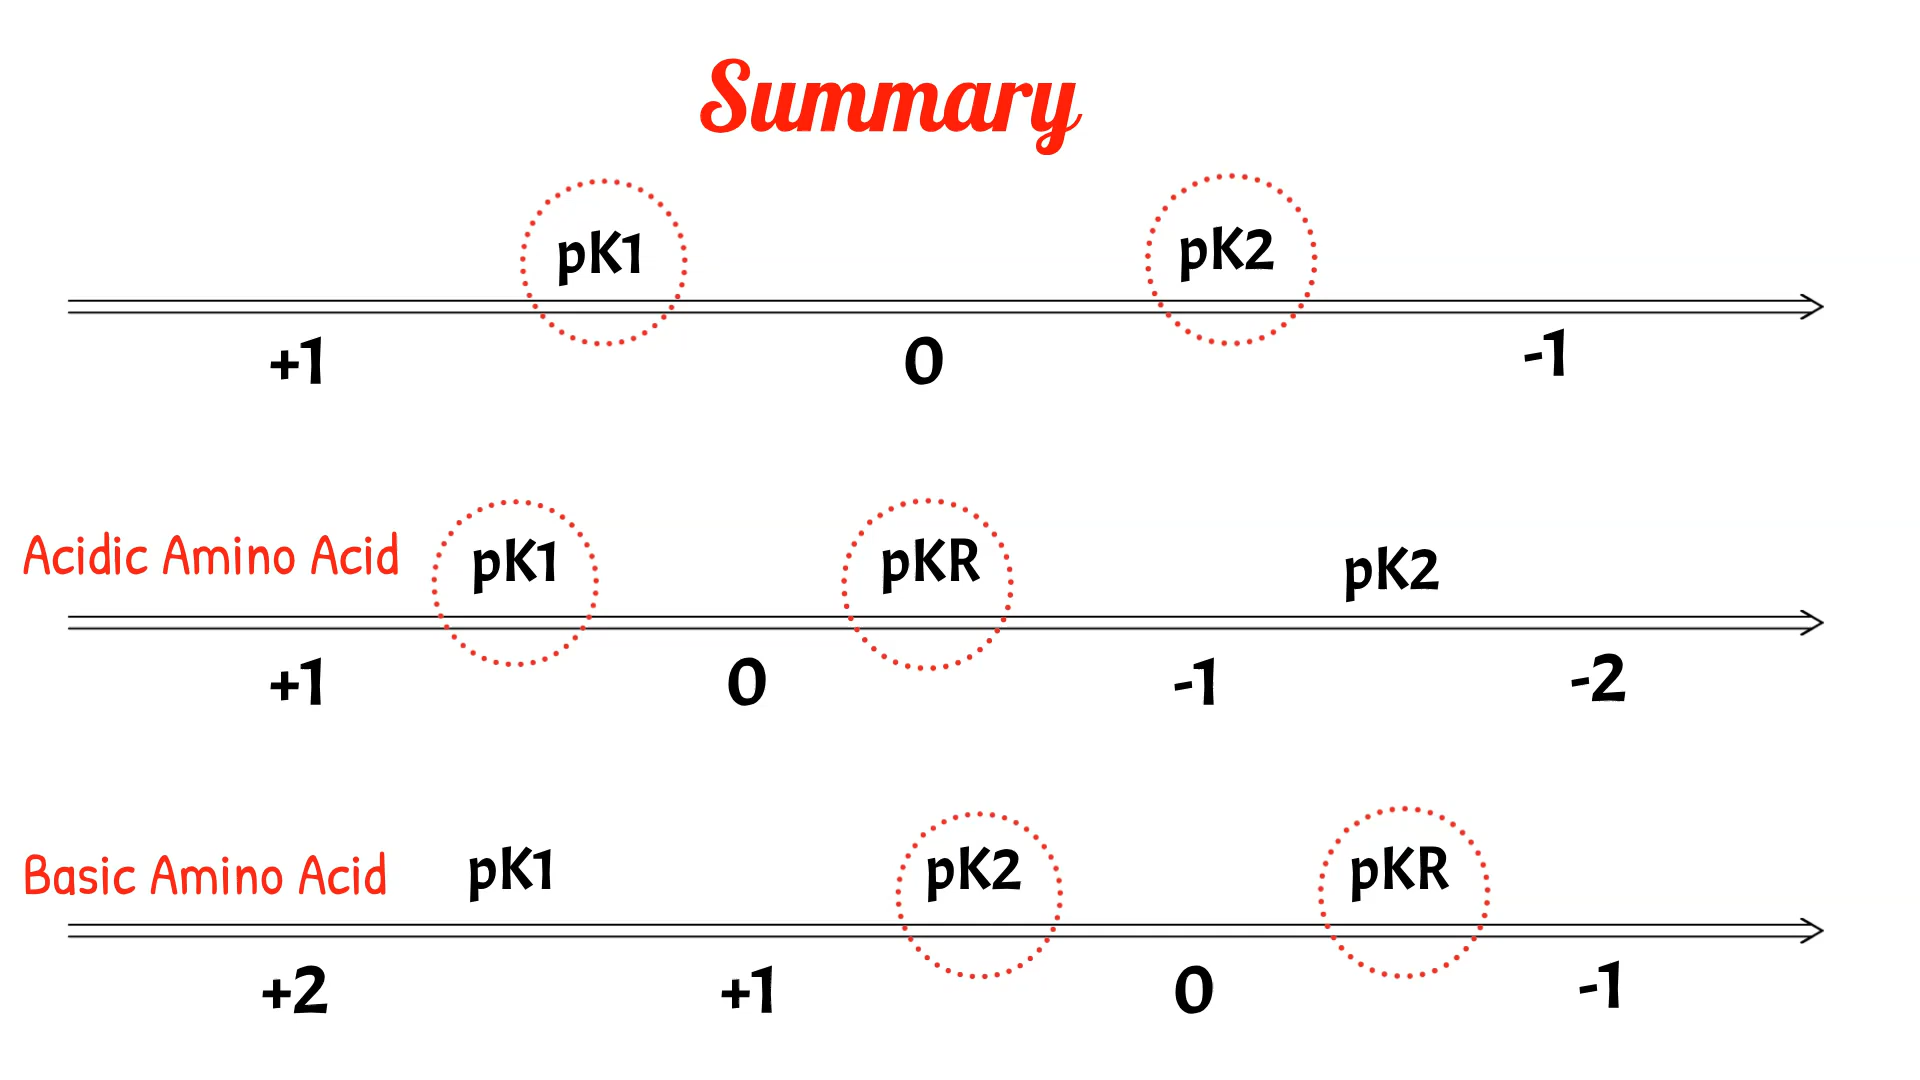 Summary
pK1 pK2
+1 0 -1
Acidic Amino Acid pK1 pKR pK2
+1 0 -1 -2
Basic Amino Acid pK1 pK2 pKR
+2 +1 0 -1